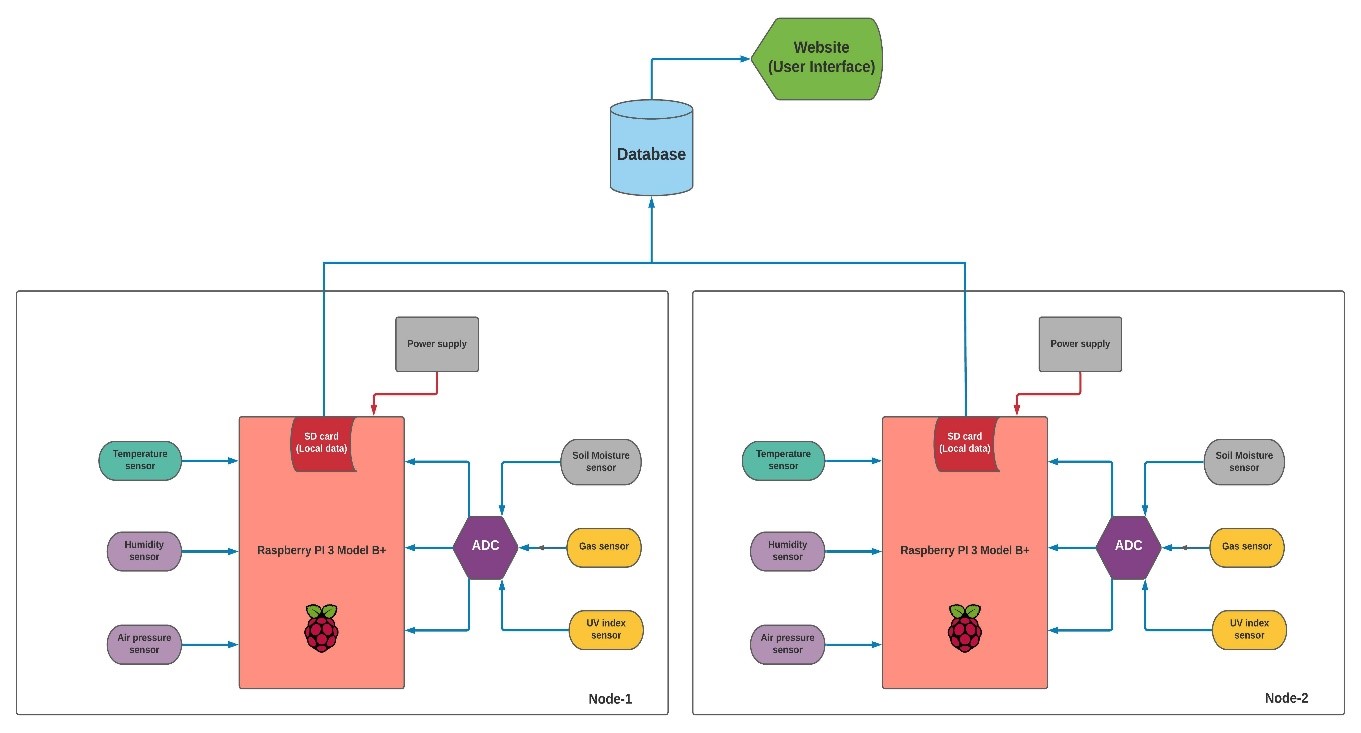 Website
(User Interface)
Database
Power supply
SD card
(Local data)
Temperature
sensor
Soil Moisture
sensor
Humidity
sensor
Raspberry PI 3 Model B+
ADC
Gas sensor
Air pressure
sensor
UV index
sensor
Node-1
Power supply
SD card
(Local data)
Temperature
sensor
Soil Moisture
sensor
Humidity
sensor
Raspberry PI 3 Model B+
ADC
Gas sensor
Air pressure
sensor
UV index
sensor
Node-2